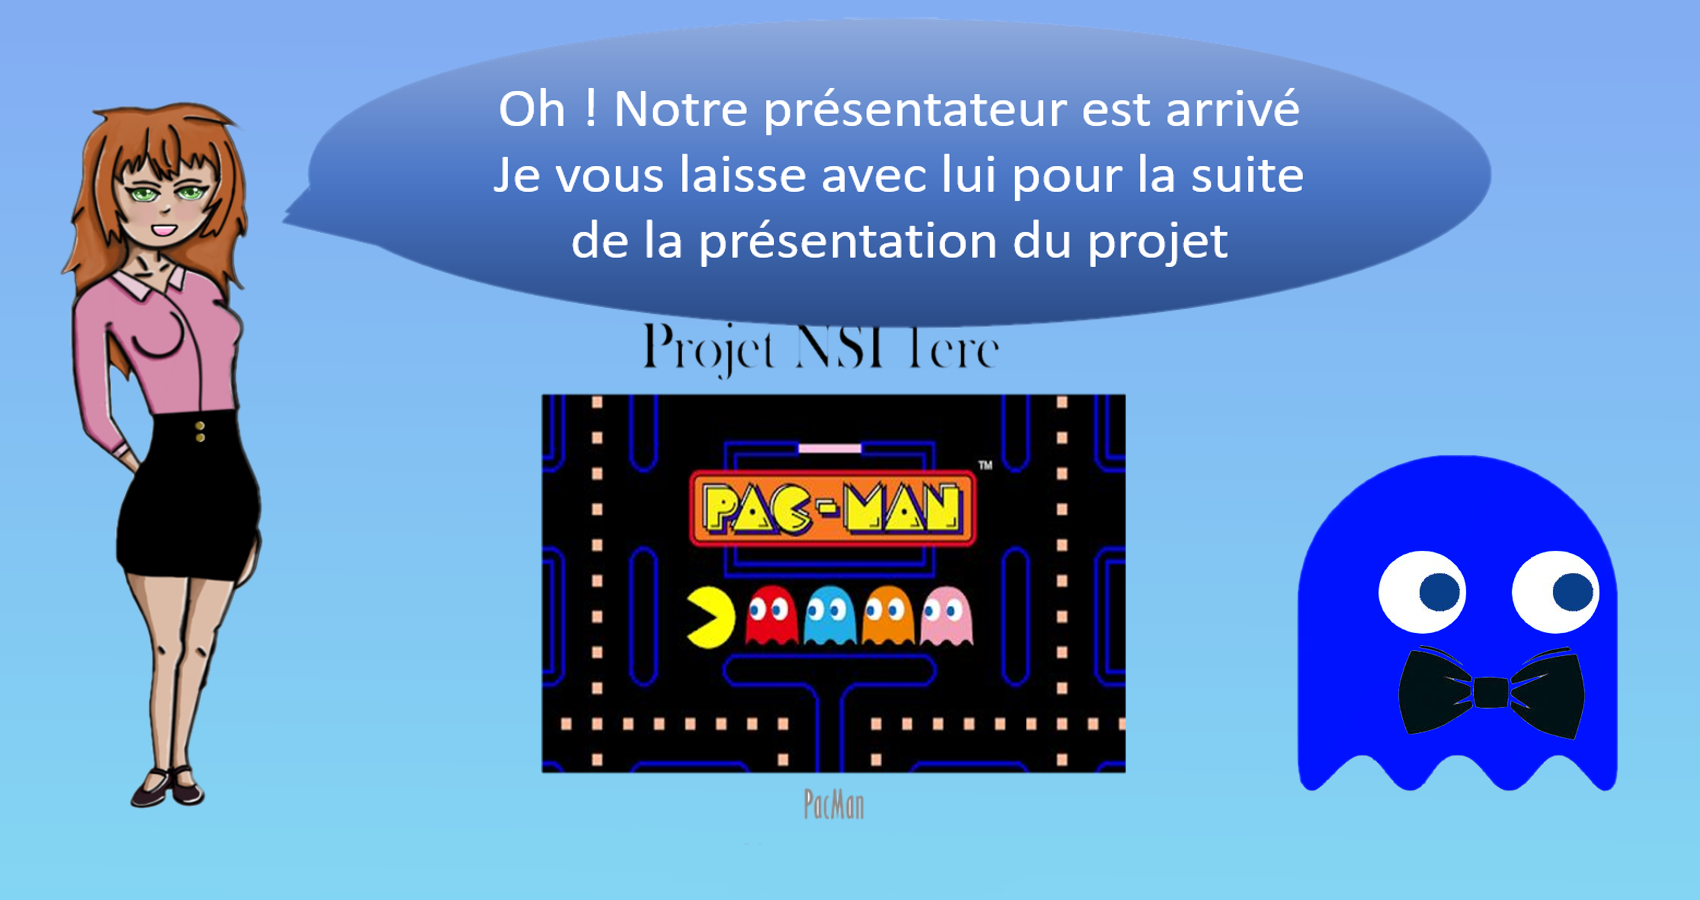 Oh ! Notre présentateur est arrivé
Je vous laisse avec lui pour la suite
de la présentation du projet
Projet NSI 1ere
PAC-MAN TM
PacMan